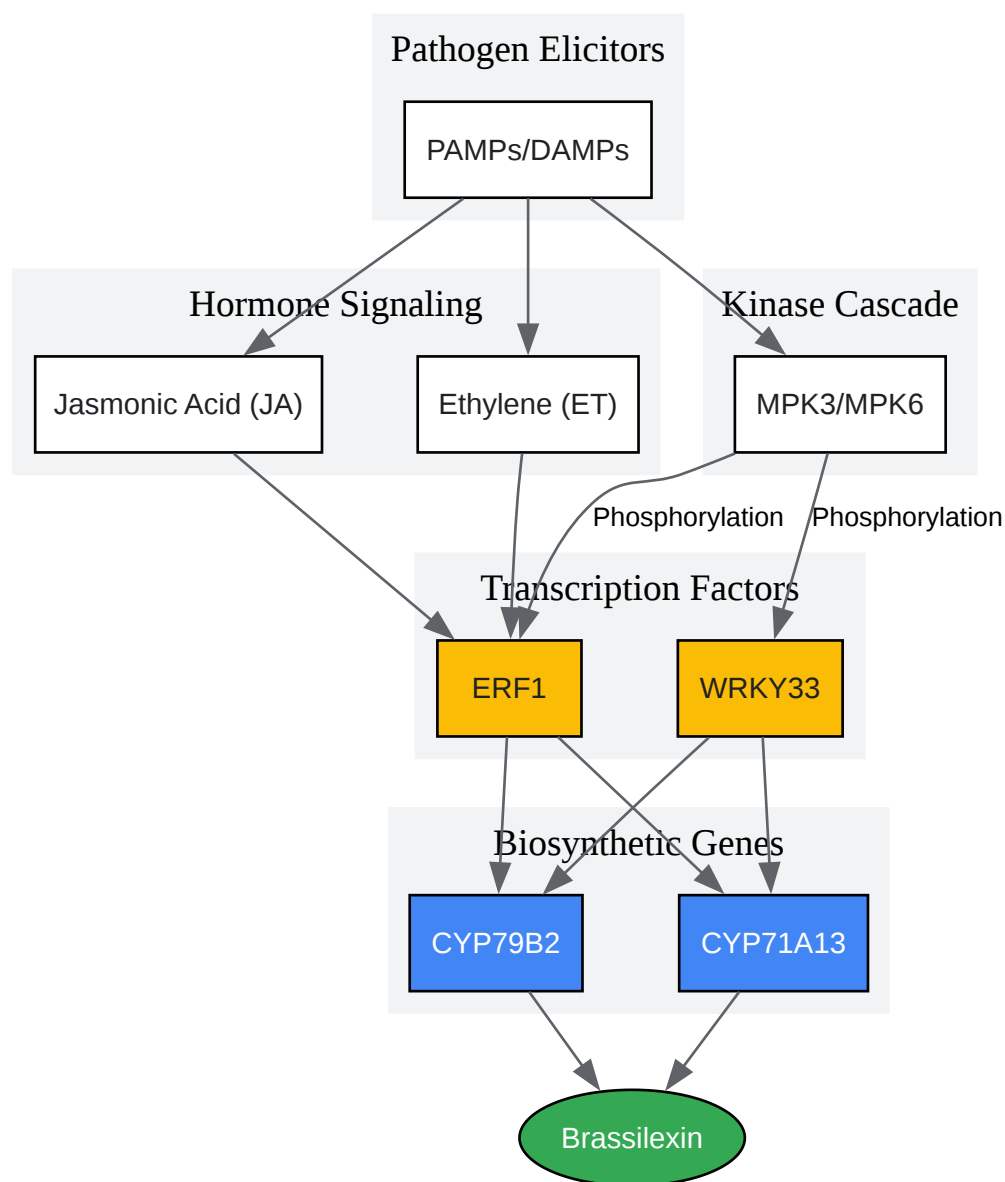 Pathogen Elicitors
PAMPs/DAMPs
Hormone Signaling
Kinase Cascade
Jasmonic Acid (JA)
Ethylene (ET)
MPK3/MPK6
Phosphorylation
Phosphorylation
Transcription Factors
ERF1
WRKY33
Biosynthetic Genes
CYP79B2
CYP71A13
Brassilexin